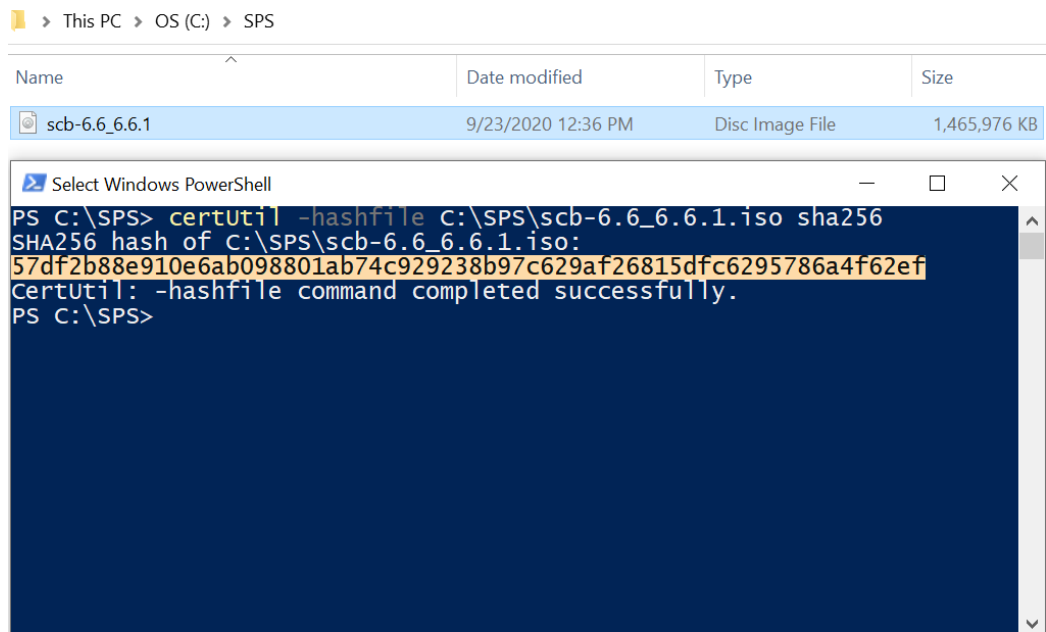 This PC > OS (C:) > SPS
Name Date modified Type Size
scb-6.6_6.6.1 9/23/2020 12:36 PM Disc Image File 1,465,976 KB
Select Windows PowerShell
PS C:\SPS> certUtil -hashfile C:\SPS\scb-6.6_6.6.1.iso sha256
SHA256 hash of C:\SPS\scb-6.6_6.6.1.iso:
57df2b88e910e6ab098801ab74c929238b97c629af26815dfc6295786a4f62ef
CertUtil: -hashfile command completed successfully.
PS C:\SPS>